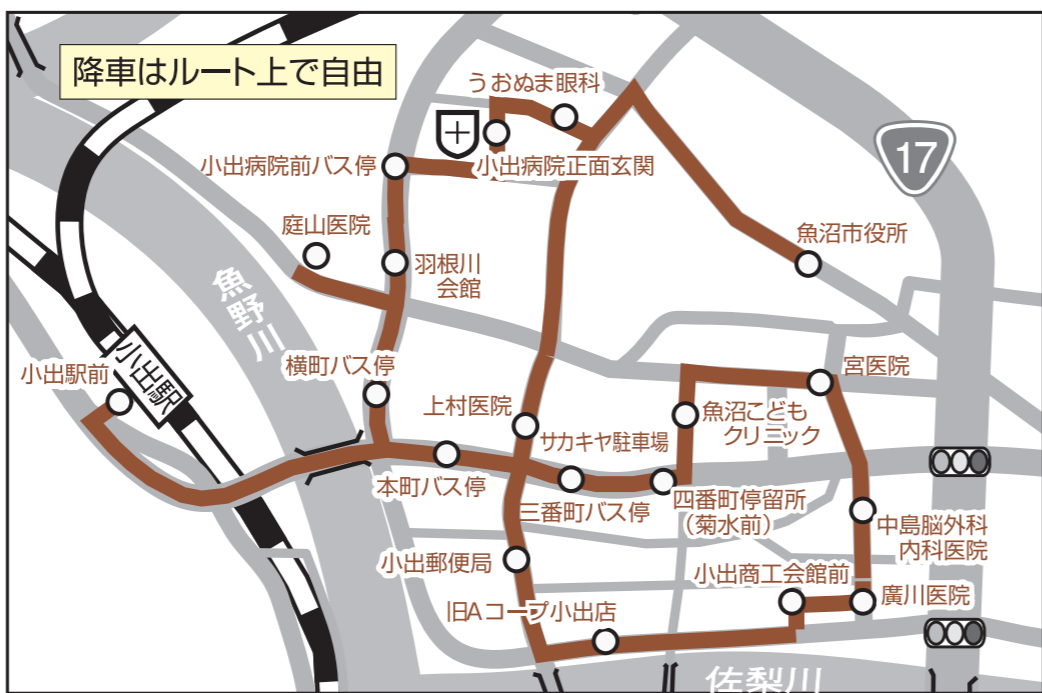 降車はルート上で自由
うおぬま眼科
17
小出病院前バス停
小出病院正面玄関
庭山医院
羽根川
会館
魚沼市役所
魚野川
小出駅
小出駅前
横町バス停
宮医院
上村医院
魚沼こども
クリニック
サカキヤ駐車場
本町バス停
三番町バス停
四番町停留所
（菊水前）
中島脳外科
内科医院
小出郵便局
小出商工会館前
廣川医院
旧Aコープ小出店
佐梨川